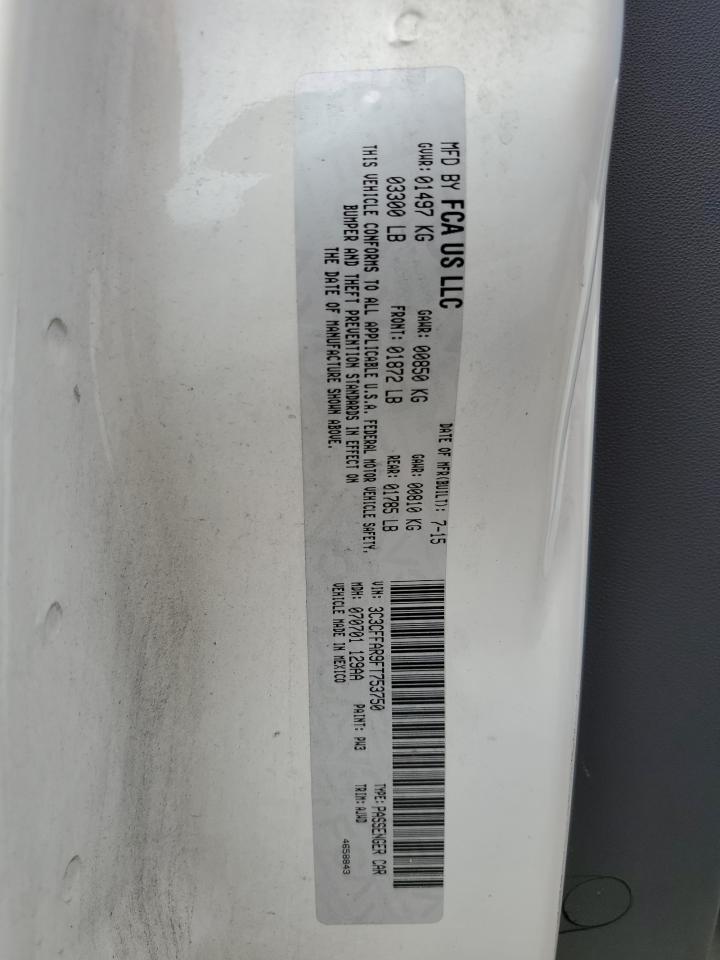 MFD BY FCA US LLC
DATE OF MFR(BUILT): 7-15
GVWR: 01497 KG GAWR: 00850 KG GAWR: 00810 KG
03300 LB FRONT: 01872 LB REAR: 01785 LB
THIS VEHICLE CONFORMS TO ALL APPLICABLE U.S.A. FEDERAL MOTOR VEHICLE SAFETY,
BUMPER AND THEFT PREVENTION STANDARDS IN EFFECT ON
THE DATE OF MANUFACTURE SHOWN ABOVE.
VIN: 3C3CFFAR9FT753750 TYPE: PASSENGER CAR
MDH: 070701 129AA PAINT: PW3 TRIM: AJWD
VEHICLE MADE IN MEXICO 4658843